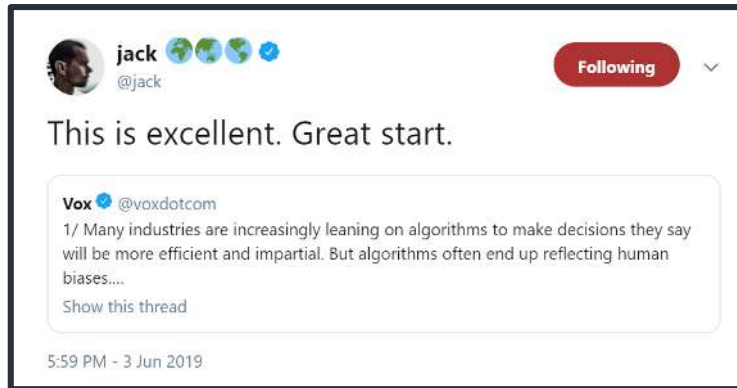 jack 🌍🌏🌎
@jack
Following
This is excellent. Great start.
Vox @voxdotcom
1/ Many industries are increasingly leaning on algorithms to make decisions they say
will be more efficient and impartial. But algorithms often end up reflecting human
biases....
Show this thread
5:59 PM - 3 Jun 2019